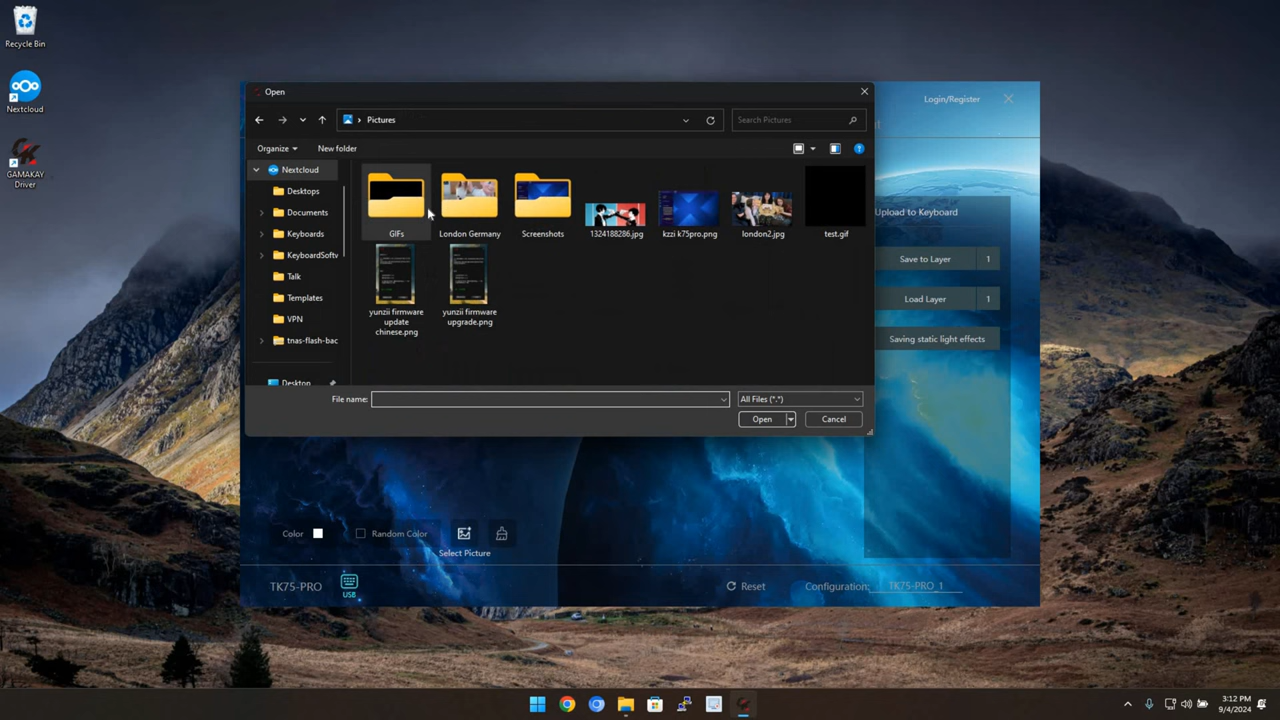 Recycle Bin
Nextcloud
GAMAKAY
Driver
Open
Login/Register
Pictures
Search Pictures
Organize
New folder
Nextcloud
Desktops
Documents
Keyboards
KeyboardSoftv
Talk
Templates
VPN
tnas-flash-bac
Desktop
GIFs
London Germany
Screenshots
1324188286.jpg
kzzi k75pro.png
london2.jpg
test.gif
yunzii firmware
update
chinese.png
yunzii firmware
upgrade.png
File name:
All Files (*.*)
Open
Cancel
Upload to Keyboard
Save to Layer
1
Load Layer
1
Saving static light effects
Color
Random Color
Select Picture
TK75-PRO
USB
Reset
Configuration:
TK75-PRO_1
3:12 PM
9/4/2024